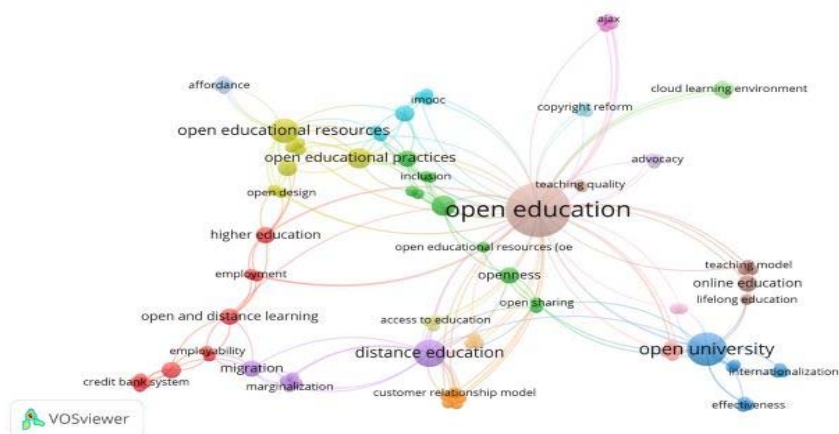 ajax
affordance
cloud learning environment
imooc
copyright reform
open educational resources
open educational practices
advocacy
inclusion
teaching quality
open design
open education
higher education
open educational resources (oe
teaching model
employment
openness
online education
lifelong education
open sharing
open and distance learning
access to education
employability
distance education
open university
migration
internationalization
credit bank system
marginalization
customer relationship model
effectiveness
VOSviewer